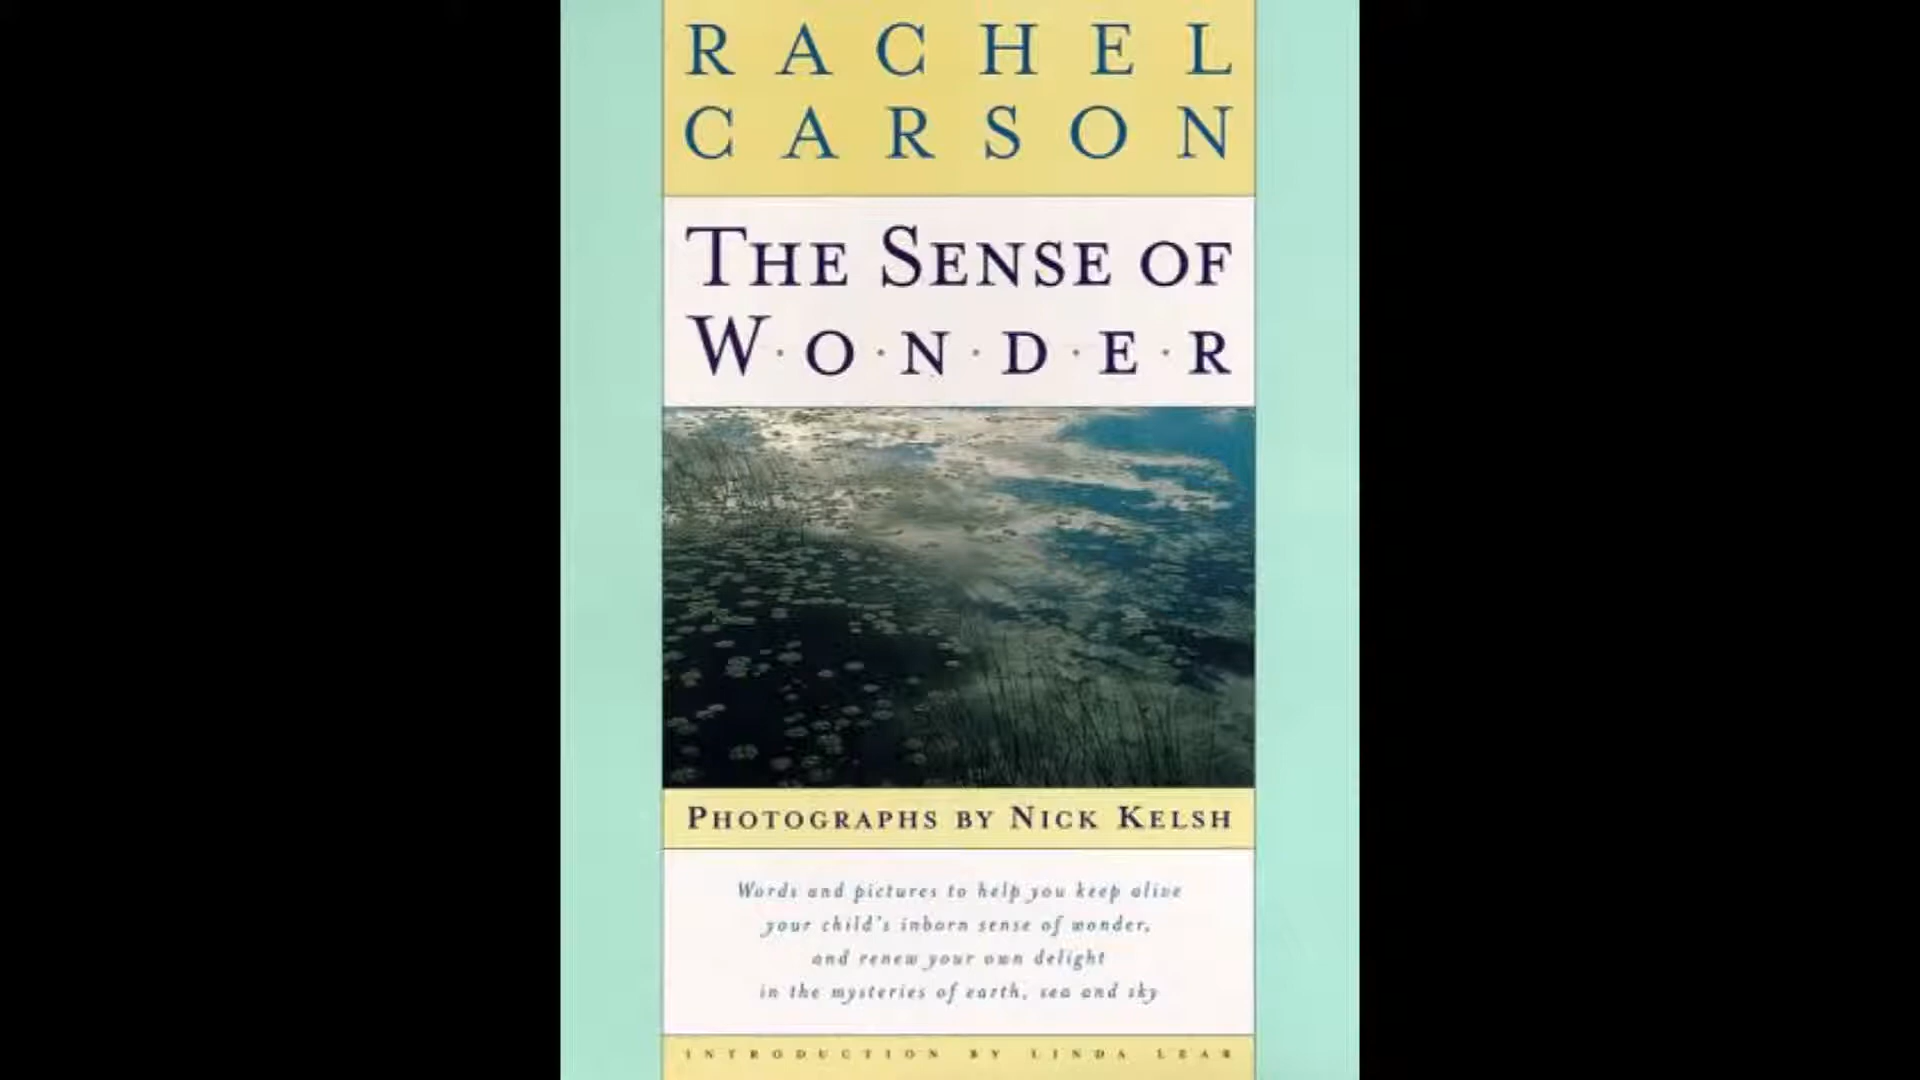 RACHEL
CARSON
THE SENSE OF
W·O·N·D·E·R
PHOTOGRAPHS BY NICK KELSH
Words and pictures to help you keep alive
your child's inborn sense of wonder,
and renew your own delight
in the mysteries of earth, sea and sky
INTRODUCTION BY LINDA LEAR